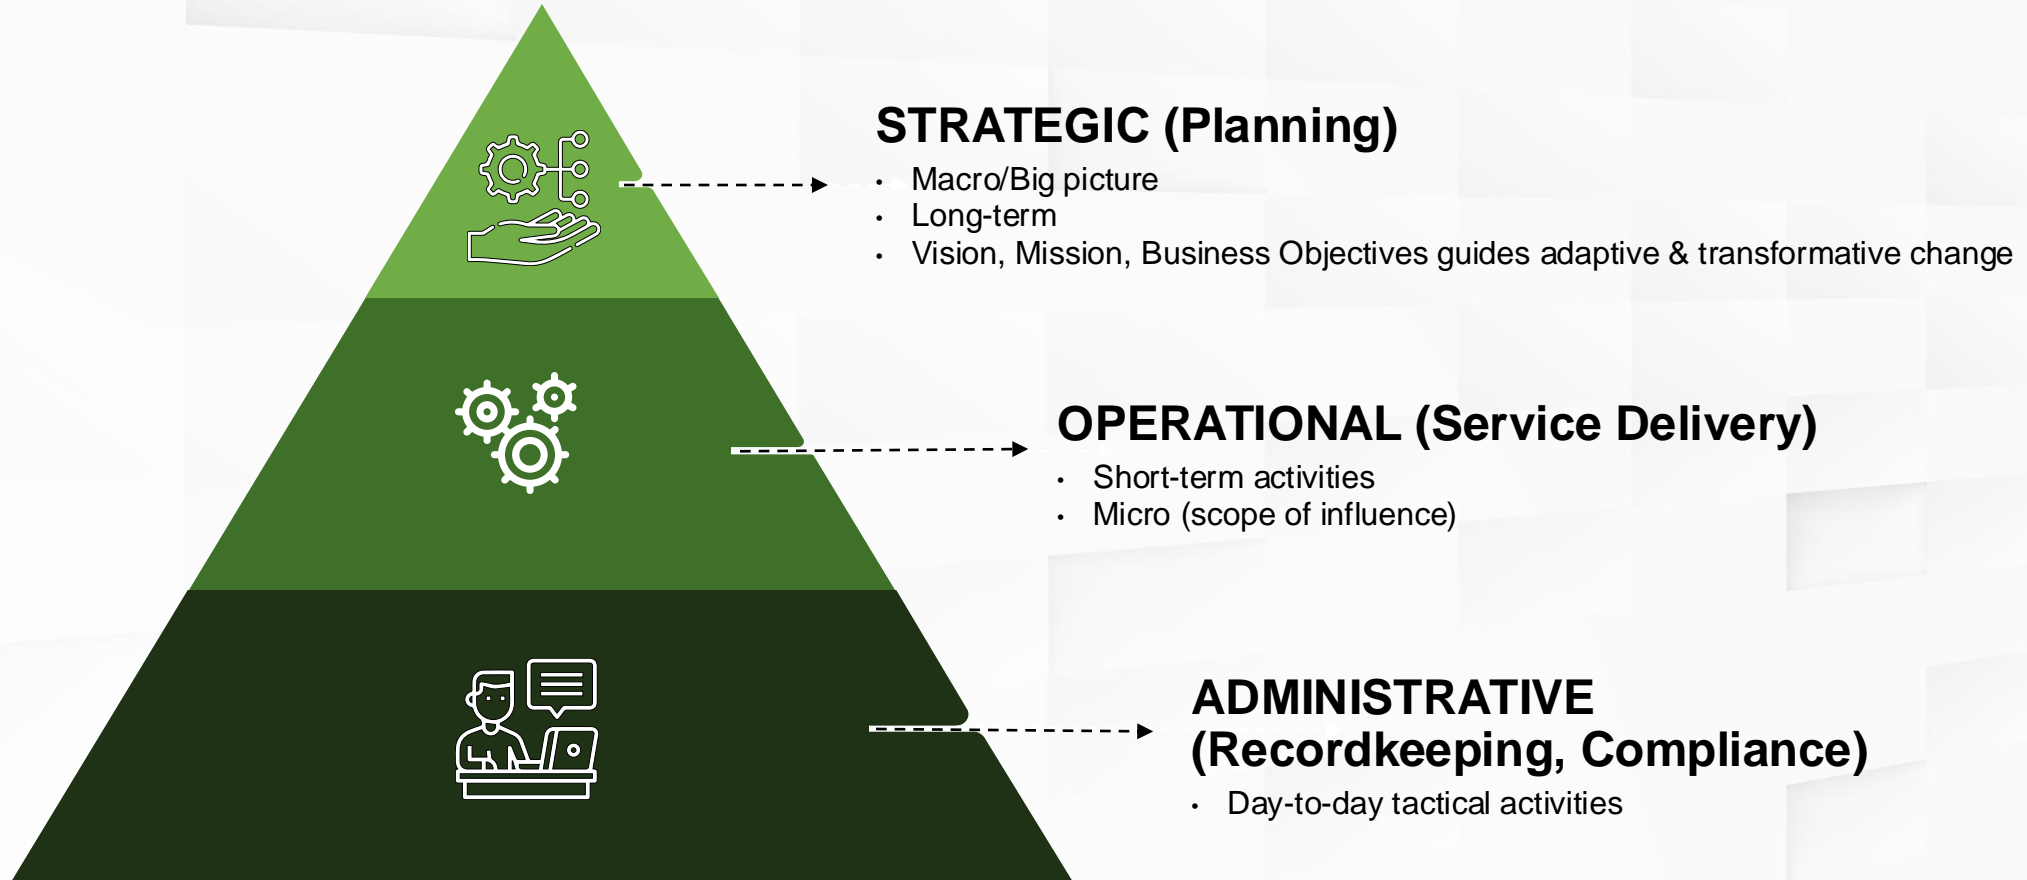 STRATEGIC (Planning)
• Macro/Big picture
• Long-term
• Vision, Mission, Business Objectives guides adaptive & transformative change
OPERATIONAL (Service Delivery)
• Short-term activities
• Micro (scope of influence)
ADMINISTRATIVE
(Recordkeeping, Compliance)
• Day-to-day tactical activities